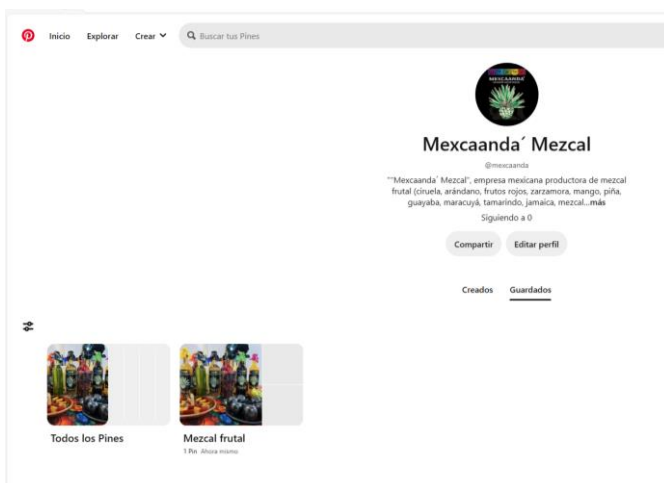 Inicio Explorar Crear Buscar tus Pines
MEXCAANDA
Mexcaanda´ Mezcal
@mexcaanda
""Mexcaanda´ Mezcal", empresa mexicana productora de mezcal
frutal (ciruela, arándano, frutos rojos, zarzamora, mango, piña,
guayaba, maracuyá, tamarindo, jamaica, mezcal...más
Siguiendo a 0
Compartir Editar perfil
Creados Guardados
Todos los Pines
Mezcal frutal
1 Pin Ahora mismo